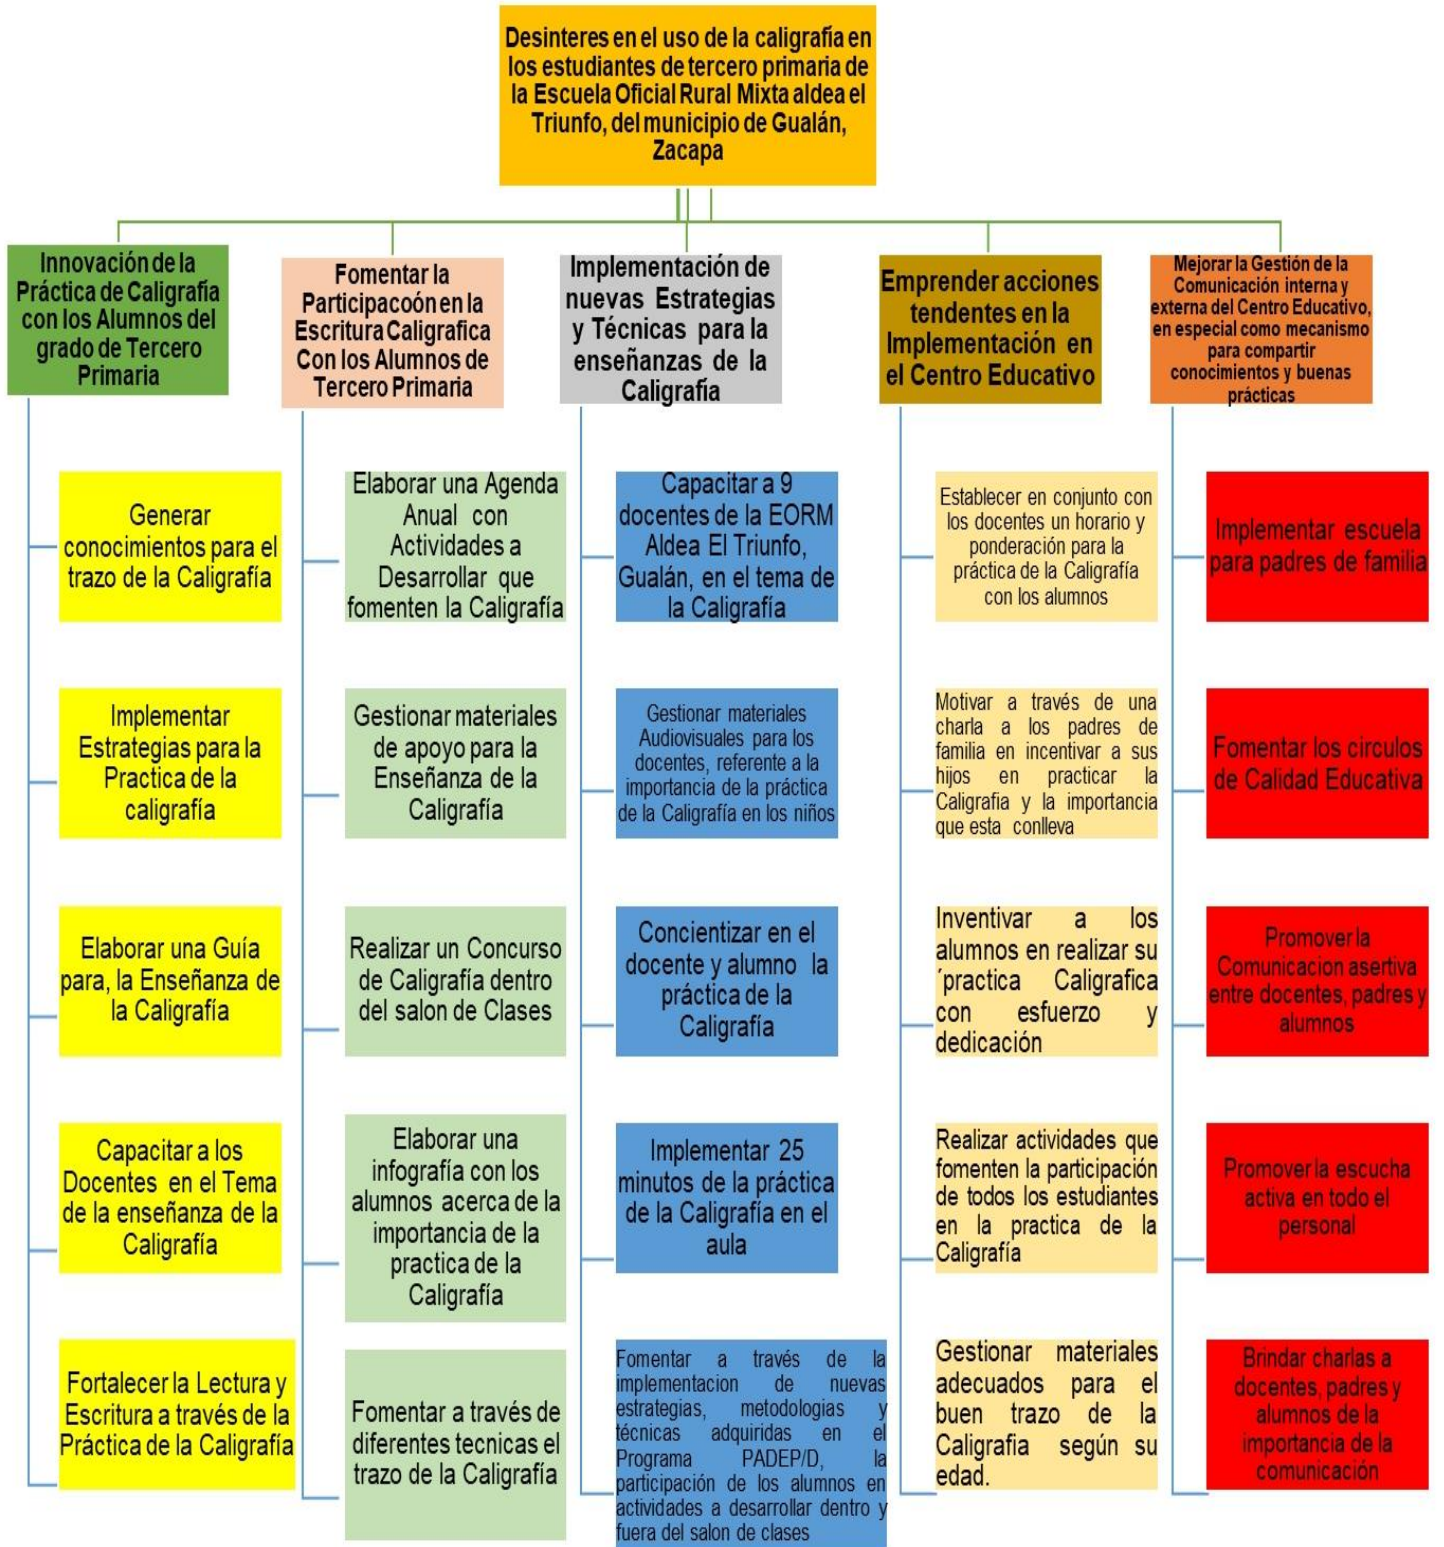 Desinteres en el uso de la caligrafía en
los estudiantes de tercero primaria de
la Escuela Oficial Rural Mixta aldea el
Triunfo, del municipio de Gualán,
Zacapa
Innovación de la
Práctica de Caligrafía
con los Alumnos del
grado de Tercero
Primaria
Generar
conocimientos para el
trazo de la Caligrafía
Implementar
Estrategias para la
Practica de la
caligrafía
Elaborar una Guía
para, la Enseñanza de
la Caligrafía
Capacitar a los
Docentes en el Tema
de la enseñanza de la
Caligrafía
Fortalecer la Lectura y
Escritura a través de la
Práctica de la Caligrafía
Fomentar la
Participacoón en la
Escritura Caligrafica
Con los Alumnos de
Tercero Primaria
Elaborar una Agenda
Anual con
Actividades a
Desarrollar que
fomenten la Caligrafía
Gestionar materiales
de apoyo para la
Enseñanza de la
Caligrafía
Realizar un Concurso
de Caligrafía dentro
del salon de Clases
Elaborar una
infografía con los
alumnos acerca de la
importancia de la
practica de la
Caligrafía
Fomentar a través de
diferentes tecnicas el
trazo de la Caligrafía
Implementación de
nuevas Estrategias
y Técnicas para la
enseñanzas de la
Caligrafía
Capacitar a 9
docentes de la EORM
Aldea El Triunfo,
Gualán, en el tema de
la Caligrafía
Gestionar materiales
Audiovisuales para los
docentes, referente a la
importancia de la práctica
de la Caligrafía en los niños
Concientizar en el
docente y alumno la
práctica de la
Caligrafía
Implementar 25
minutos de la práctica
de la Caligrafía en el
aula
Fomentar a través de la
implementacion de nuevas
estrategias, metodologias y
técnicas adquiridas en el
Programa PADEP/D, la
participación de los alumnos en
actividades a desarrollar dentro y
fuera del salon de clases
Emprender acciones
tendentes en la
Implementación en
el Centro Educativo
Establecer en conjunto con
los docentes un horario y
ponderación para la
práctica de la Caligrafía
con los alumnos
Motivar a través de una
charla a los padres de
familia en incentivar a sus
hijos en practicar la
Caligrafia y la importancia
que esta conlleva
Inventivar a los
alumnos en realizar su
´practica Caligrafica
con esfuerzo y
dedicación
Realizar actividades que
fomenten la participación
de todos los estudiantes
en la practica de la
Caligrafía
Gestionar materiales
adecuados para el
buen trazo de la
Caligrafia según su
edad.
Mejorar la Gestión de la
Comunicación interna y
externa del Centro Educativo,
en especial como mecanismo
para compartir
conocimientos y buenas
prácticas
Implementar escuela
para padres de familia
Fomentar los circulos
de Calidad Educativa
Promover la
Comunicacion asertiva
entre docentes, padres y
alumnos
Promover la escucha
activa en todo el
personal
Brindar charlas a
docentes, padres y
alumnos de la
importancia de la
comunicación